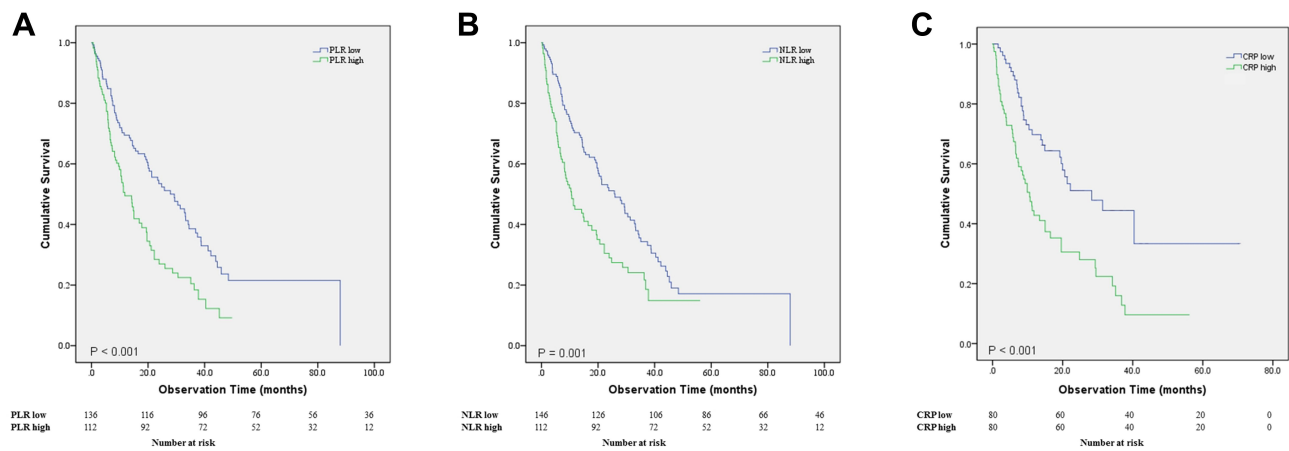 A
PLR low
PLR high
1.0
0.8
0.6
0.4
0.2
0.0
Cumulative Survival
P < 0.001
.0 20.0 40.0 60.0 80.0 100.0
Observation Time (months)
PLR low 136 116 96 76 56 36
PLR high 112 92 72 52 32 12
Number at risk
B
NLR low
NLR high
1.0
0.8
0.6
0.4
0.2
0.0
Cumulative Survival
P = 0.001
.0 20.0 40.0 60.0 80.0 100.0
Observation Time (months)
NLR low 146 126 106 86 66 46
NLR high 112 92 72 52 32 12
Number at risk
C
CRP low
CRP high
1.0
0.8
0.6
0.4
0.2
0.0
Cumulative Survival
P < 0.001
.0 20.0 40.0 60.0 80.0
Observation Time (months)
CRP low 80 60 40 20 0
CRP high 80 60 40 20 0
Number at risk